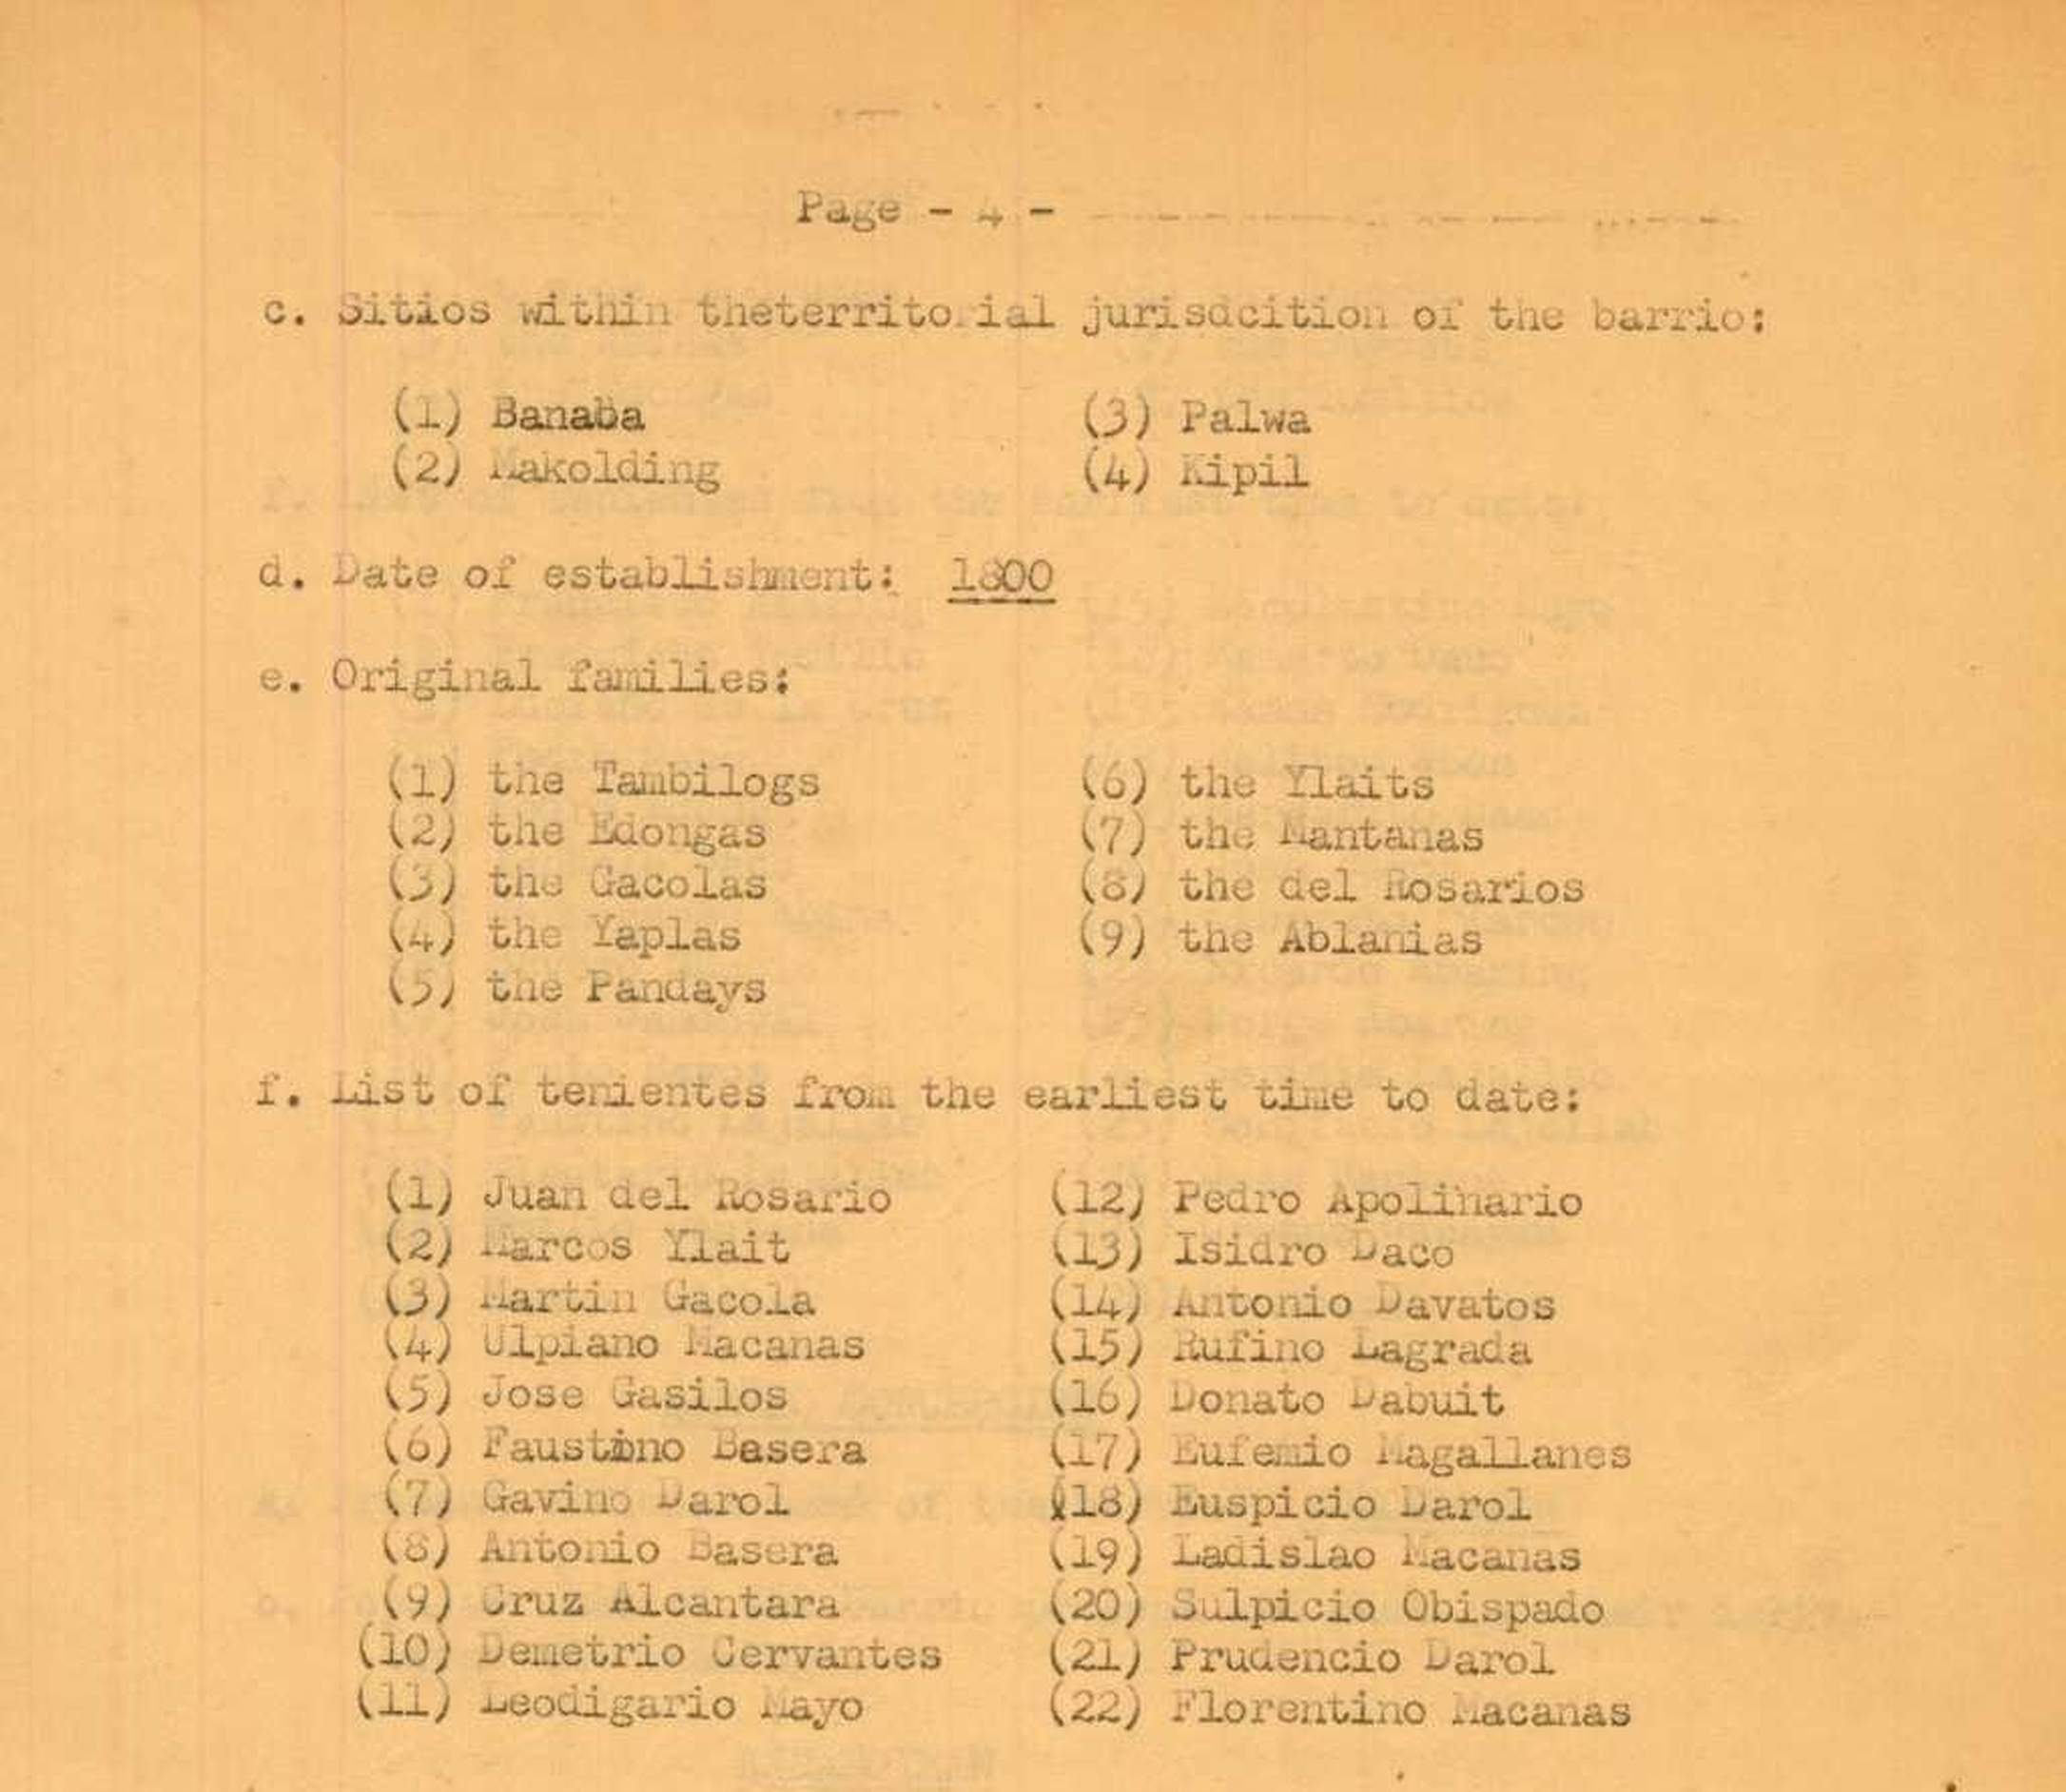 Page - 4 -
c. Sitios within theterritorial jurisdcition of the barrio:
(1) Banaba (3) Palwa
(2) Makolding (4) Kipil
d. Date of establishment: 1800
e. Original families:
(1) the Tambilogs (6) the Ylaits
(2) the Edongas (7) the Mantanas
(3) the Gacolas (8) the del Rosarios
(4) the Yaplas (9) the Ablanias
(5) the Pandays
f. List of tenientes from the earliest time to date:
(1) Juan del Rosario (12) Pedro Apolinario
(2) Marcos Ylait (13) Isidro Daco
(3) Martin Gacola (14) Antonio Davatos
(4) Ulpiano Macanas (15) Rufino Lagrada
(5) Jose Gasilos (16) Donato Dabuit
(6) Faustino Basera (17) Eufemio Magallanes
(7) Gavino Darol (18) Euspicio Darol
(8) Antonio Basera (19) Ladislao Macanas
(9) Cruz Alcantara (20) Sulpicio Obispado
(10) Demetrio Cervantes (21) Prudencio Darol
(11) Leodigario Mayo (22) Florentino Macanas